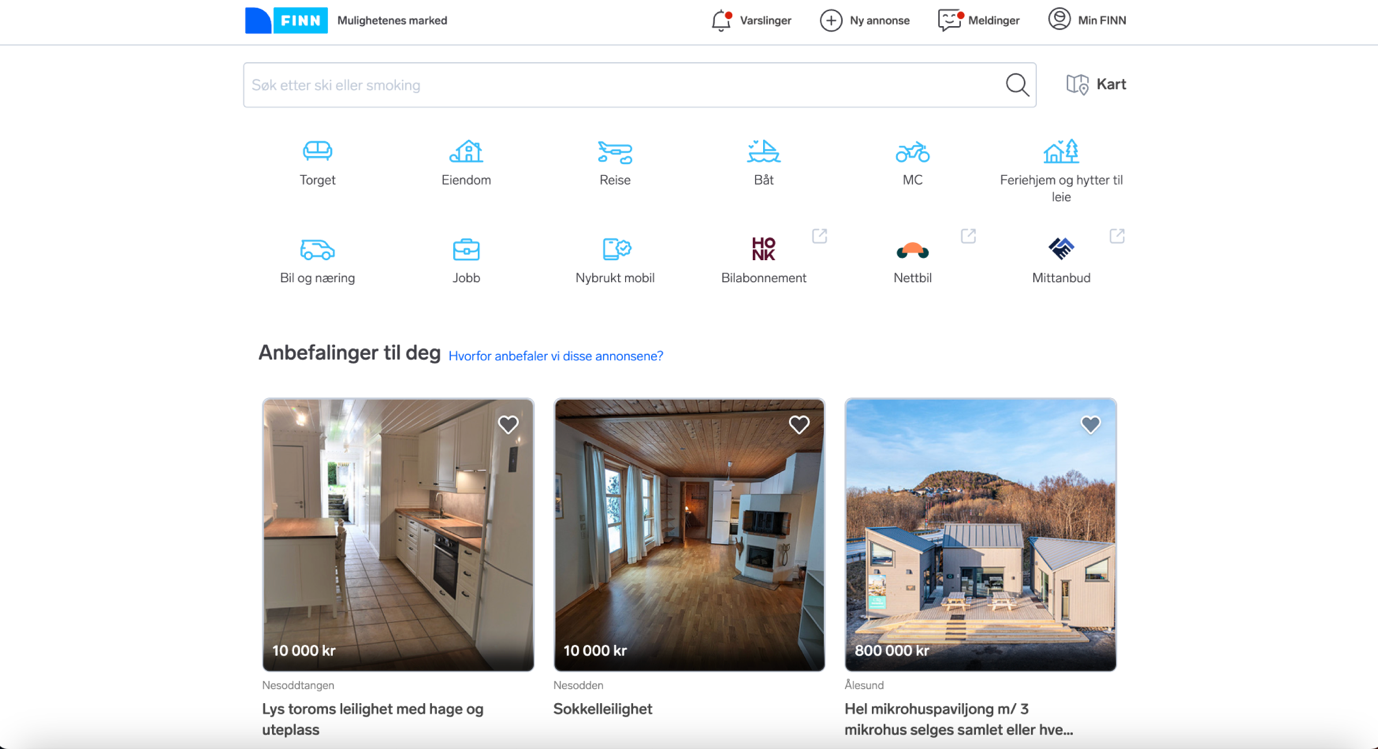 FINN Mulighetenes marked Varslinger Ny annonse Meldinger Min FINN
Søk etter ski eller smoking Kart
Torget Eiendom Reise Båt MC Feriehjem og hytter til
leie
HO
NK
Bil og næring Jobb Nybrukt mobil Bilabonnement Nettbil Mittanbud
Anbefalinger til deg Hvorfor anbefaler vi disse annonsene?
10 000 kr 10 000 kr 800 000 kr
Nesoddtangen Nesodden Ålesund
Lys toroms leilighet med hage og Sokkelleilighet Hel mikrohuspaviljong m/ 3
uteplass mikrohus selges samlet eller hve...